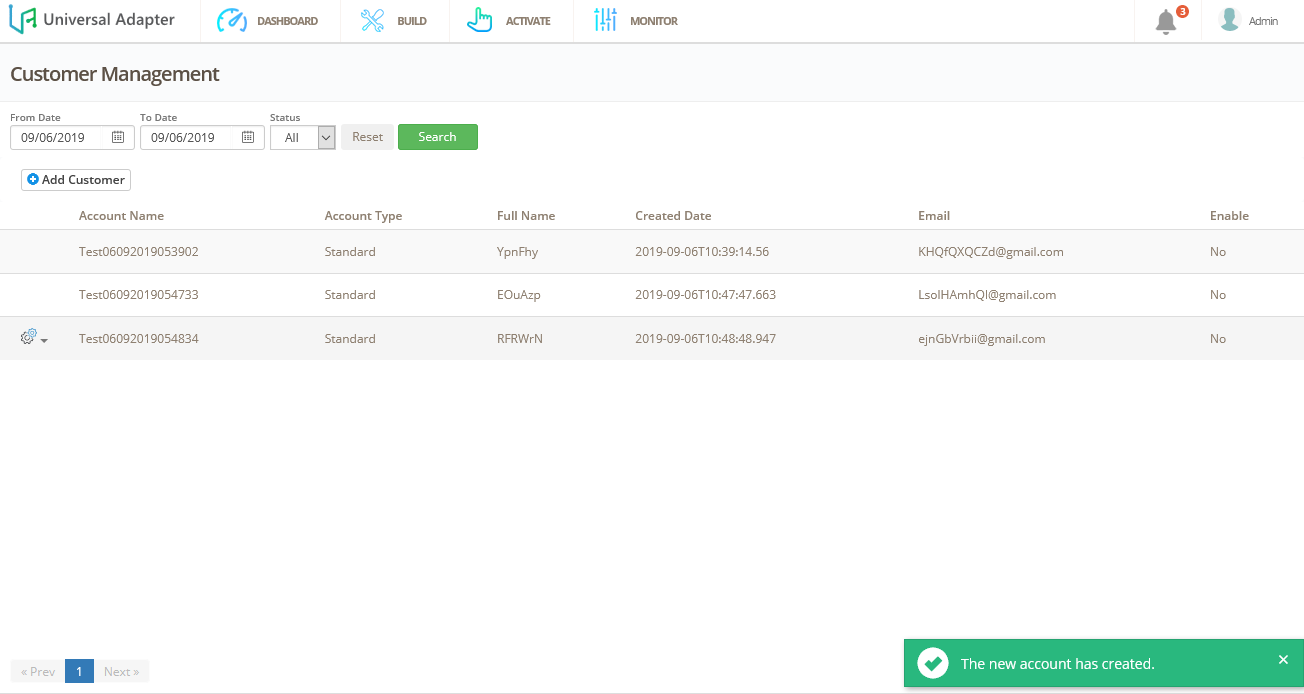 Universal Adapter DASHBOARD BUILD ACTIVATE MONITOR 3 Admin
Customer Management
From Date To Date Status
09/06/2019 09/06/2019 All Reset Search
Add Customer
Account Name Account Type Full Name Created Date Email Enable
Test06092019053902 Standard YpnFhy 2019-09-06T10:39:14.56 KHQfQXQCZd@gmail.com No
Test06092019054733 Standard EOuAzp 2019-09-06T10:47:47.663 LsoIHAmhQl@gmail.com No
Test06092019054834 Standard RFRWrN 2019-09-06T10:48:48.947 ejnGbVrbii@gmail.com No
« Prev 1 Next »
The new account has created.